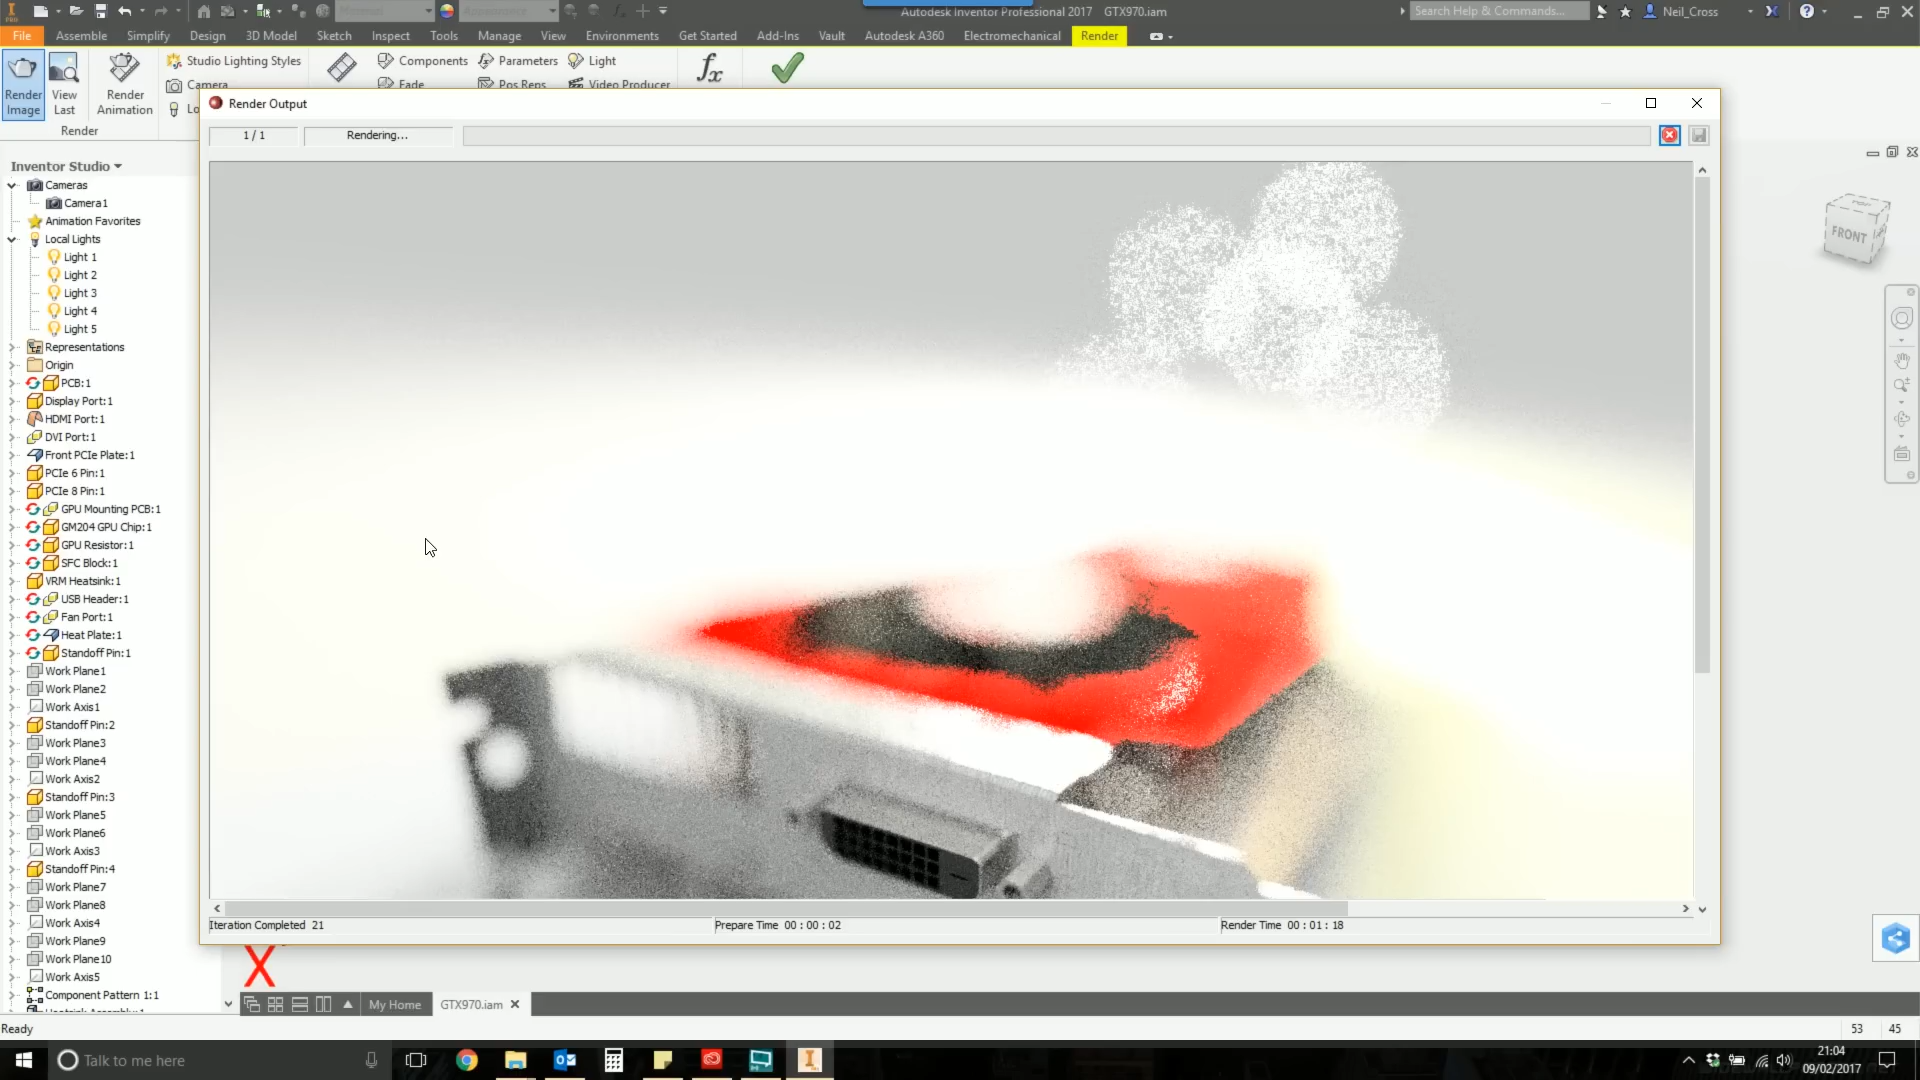 Autodesk Inventor Professional 2017 GTX970.iam
Search Help & Commands...
Neil_Cross
File Assemble Simplify Design 3D Model Sketch Inspect Tools Manage View Environments Get Started Add-Ins Vault Autodesk A360 Electromechanical Render
Render Image
View Last
Render Animation
Studio Lighting Styles
Camera
Components
Fade
Parameters
Pos Reps
Light
Video Producer
fx
Render
Render Output
1 / 1
Rendering...
Inventor Studio
Cameras
Camera1
Animation Favorites
Local Lights
Light 1
Light 2
Light 3
Light 4
Light 5
Representations
Origin
PCB:1
Display Port:1
HDMI Port:1
DVI Port:1
Front PCIe Plate:1
PCIe 6 Pin:1
PCIe 8 Pin:1
GPU Mounting PCB:1
GM204 GPU Chip:1
GPU Resistor:1
SFC Block:1
VRM Heatsink:1
USB Header:1
Fan Port:1
Heat Plate:1
Standoff Pin:1
Work Plane1
Work Plane2
Work Axis1
Standoff Pin:2
Work Plane3
Work Plane4
Work Axis2
Standoff Pin:3
Work Plane5
Work Plane6
Work Axis3
Standoff Pin:4
Work Plane7
Work Plane8
Work Axis4
Work Plane9
Work Plane10
Work Axis5
Component Pattern 1:1
FRONT
Iteration Completed 21
Prepare Time 00 : 00 : 02
Render Time 00 : 01 : 18
X
My Home
GTX970.iam
Ready
53 45
Talk to me here
21:04
09/02/2017